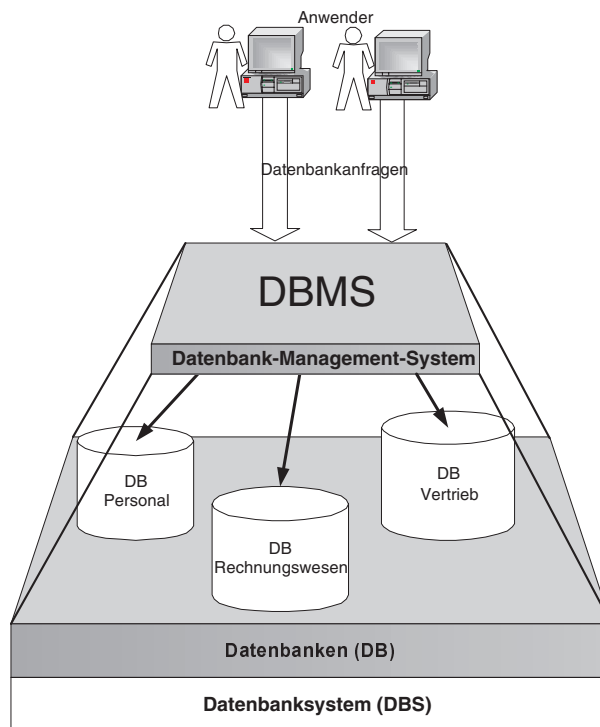 Anwender
Datenbankanfragen
DBMS
Datenbank-Management-System
DB
Personal
DB
Vertrieb
DB
Rechnungswesen
Datenbanken (DB)
Datenbanksystem (DBS)